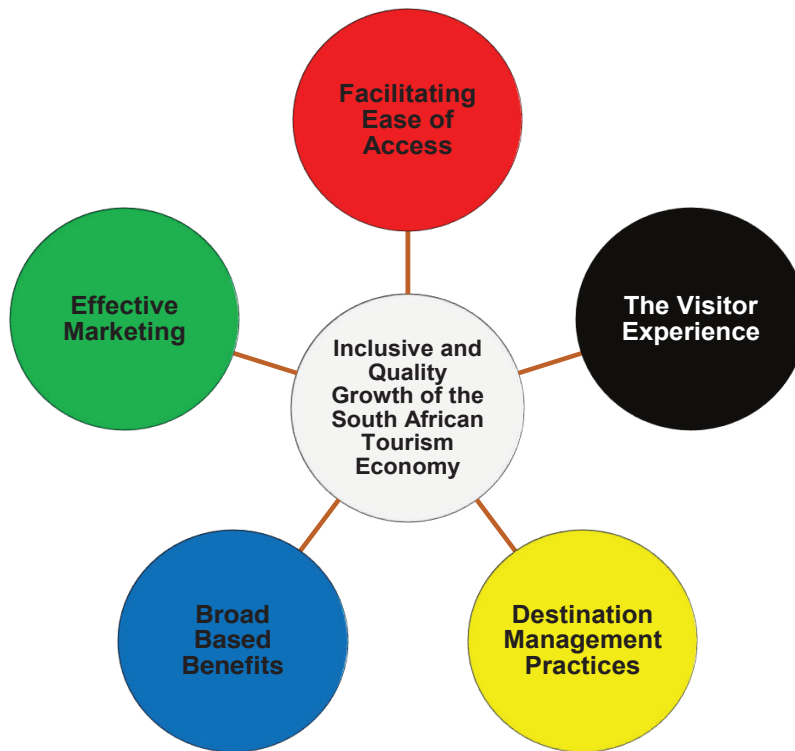 Facilitating
Ease of
Access
Effective
Marketing
The Visitor
Experience
Inclusive and
Quality
Growth of the
South African
Tourism
Economy
Broad
Based
Benefits
Destination
Management
Practices